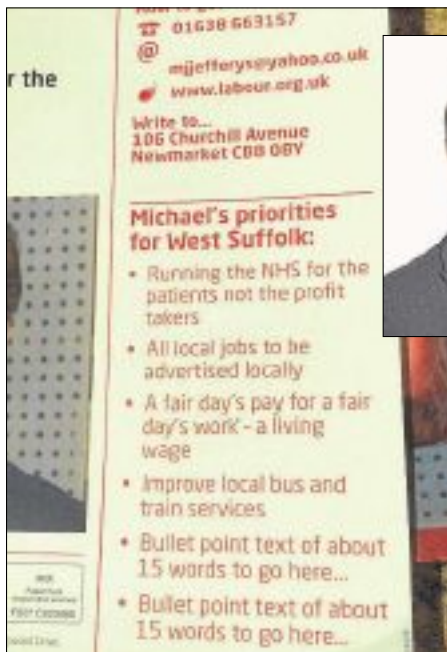 r the
01638 663157
@
mjjefferys@yahoo.co.uk
www.labour.org.uk
Write to...
106 Churchill Avenue
Newmarket CB8 0BY
Michael's priorities
for West Suffolk:
• Running the NHS for the
patients not the profit
takers
• All local jobs to be
advertised locally
• A fair day's pay for a fair
day's work - a living
wage
• Improve local bus and
train services
• Bullet point text of about
15 words to go here...
• Bullet point text of about
15 words to go here...